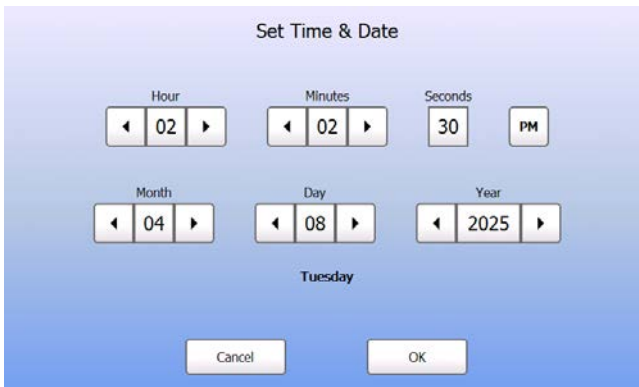 Set Time & Date
Hour Minutes Seconds
02 02 30 PM
Month Day Year
04 08 2025
Tuesday
Cancel OK